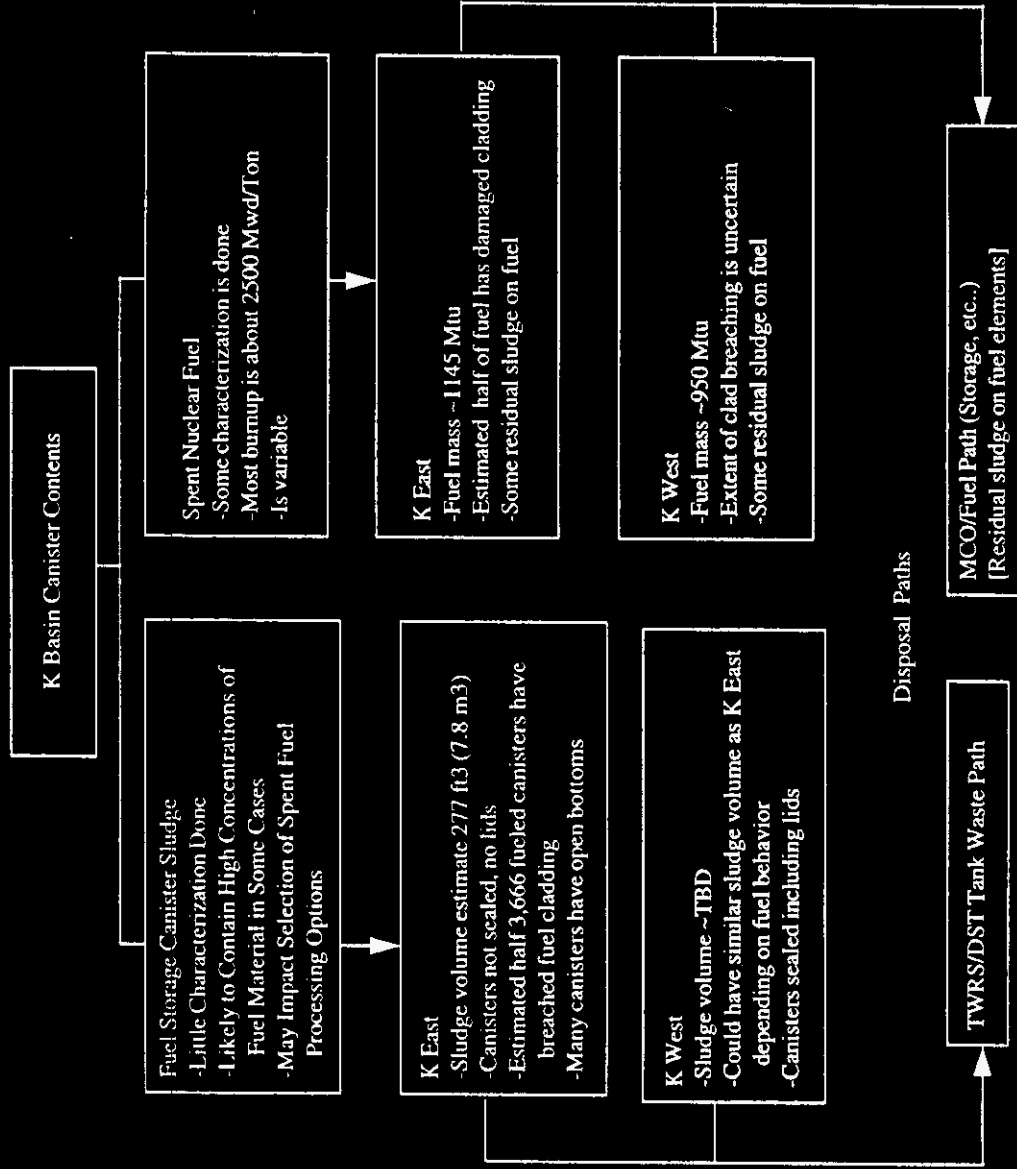 K Basin Canister Contents
Fuel Storage Canister Sludge
-Little Characterization Done
-Likely to Contain High Concentrations of
Fuel Material in Some Cases
-May Impact Selection of Spent Fuel
Processing Options
K East
-Sludge volume estimate 277 ft3 (7.8 m3)
-Canisters not sealed, no lids
-Estimated half 3,666 fueled canisters have
breached fuel cladding
-Many canisters have open bottoms
K West
-Sludge volume ~TBD
-Could have similar sludge volume as K East
depending on fuel behavior
-Canisters sealed including lids
Spent Nuclear Fuel
-Some characterization is done
-Most burnup is about 2500 Mwd/Ton
-Is variable
K East
-Fuel mass ~1145 Mtu
-Estimated half of fuel has damaged cladding
-Some residual sludge on fuel
K West
-Fuel mass ~950 Mtu
-Extent of clad breaching is uncertain
-Some residual sludge on fuel
Disposal Paths
TWRS/DST Tank Waste Path
MCO/Fuel Path (Storage, etc..)
[Residual sludge on fuel elements]